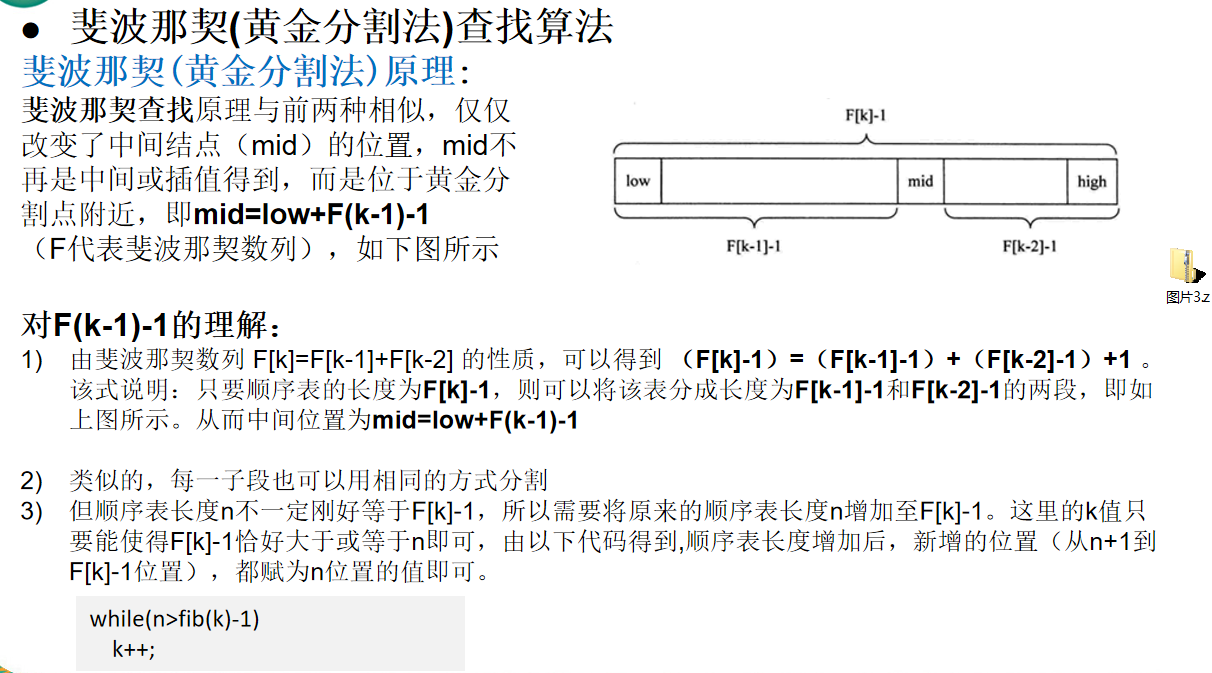 ● 斐波那契(黄金分割法)查找算法
斐波那契(黄金分割法)原理:
斐波那契查找原理与前两种相似，仅仅
改变了中间结点（mid）的位置，mid不
再是中间或插值得到，而是位于黄金分
割点附近，即mid=low+F(k-1)-1
（F代表斐波那契数列），如下图所示
F[k]-1
low
mid
high
F[k-1]-1
F[k-2]-1
图片3.z
对F(k-1)-1的理解：
1) 由斐波那契数列 F[k]=F[k-1]+F[k-2] 的性质，可以得到 （F[k]-1）=（F[k-1]-1）+（F[k-2]-1）+1 。
该式说明：只要顺序表的长度为F[k]-1，则可以将该表分成长度为F[k-1]-1和F[k-2]-1的两段，即如
上图所示。从而中间位置为mid=low+F(k-1)-1
2) 类似的，每一子段也可以用相同的方式分割
3) 但顺序表长度n不一定刚好等于F[k]-1，所以需要将原来的顺序表长度n增加至F[k]-1。这里的k值只
要能使得F[k]-1恰好大于或等于n即可，由以下代码得到,顺序表长度增加后，新增的位置（从n+1到
F[k]-1位置），都赋为n位置的值即可。
while(n>fib(k)-1)
k++;